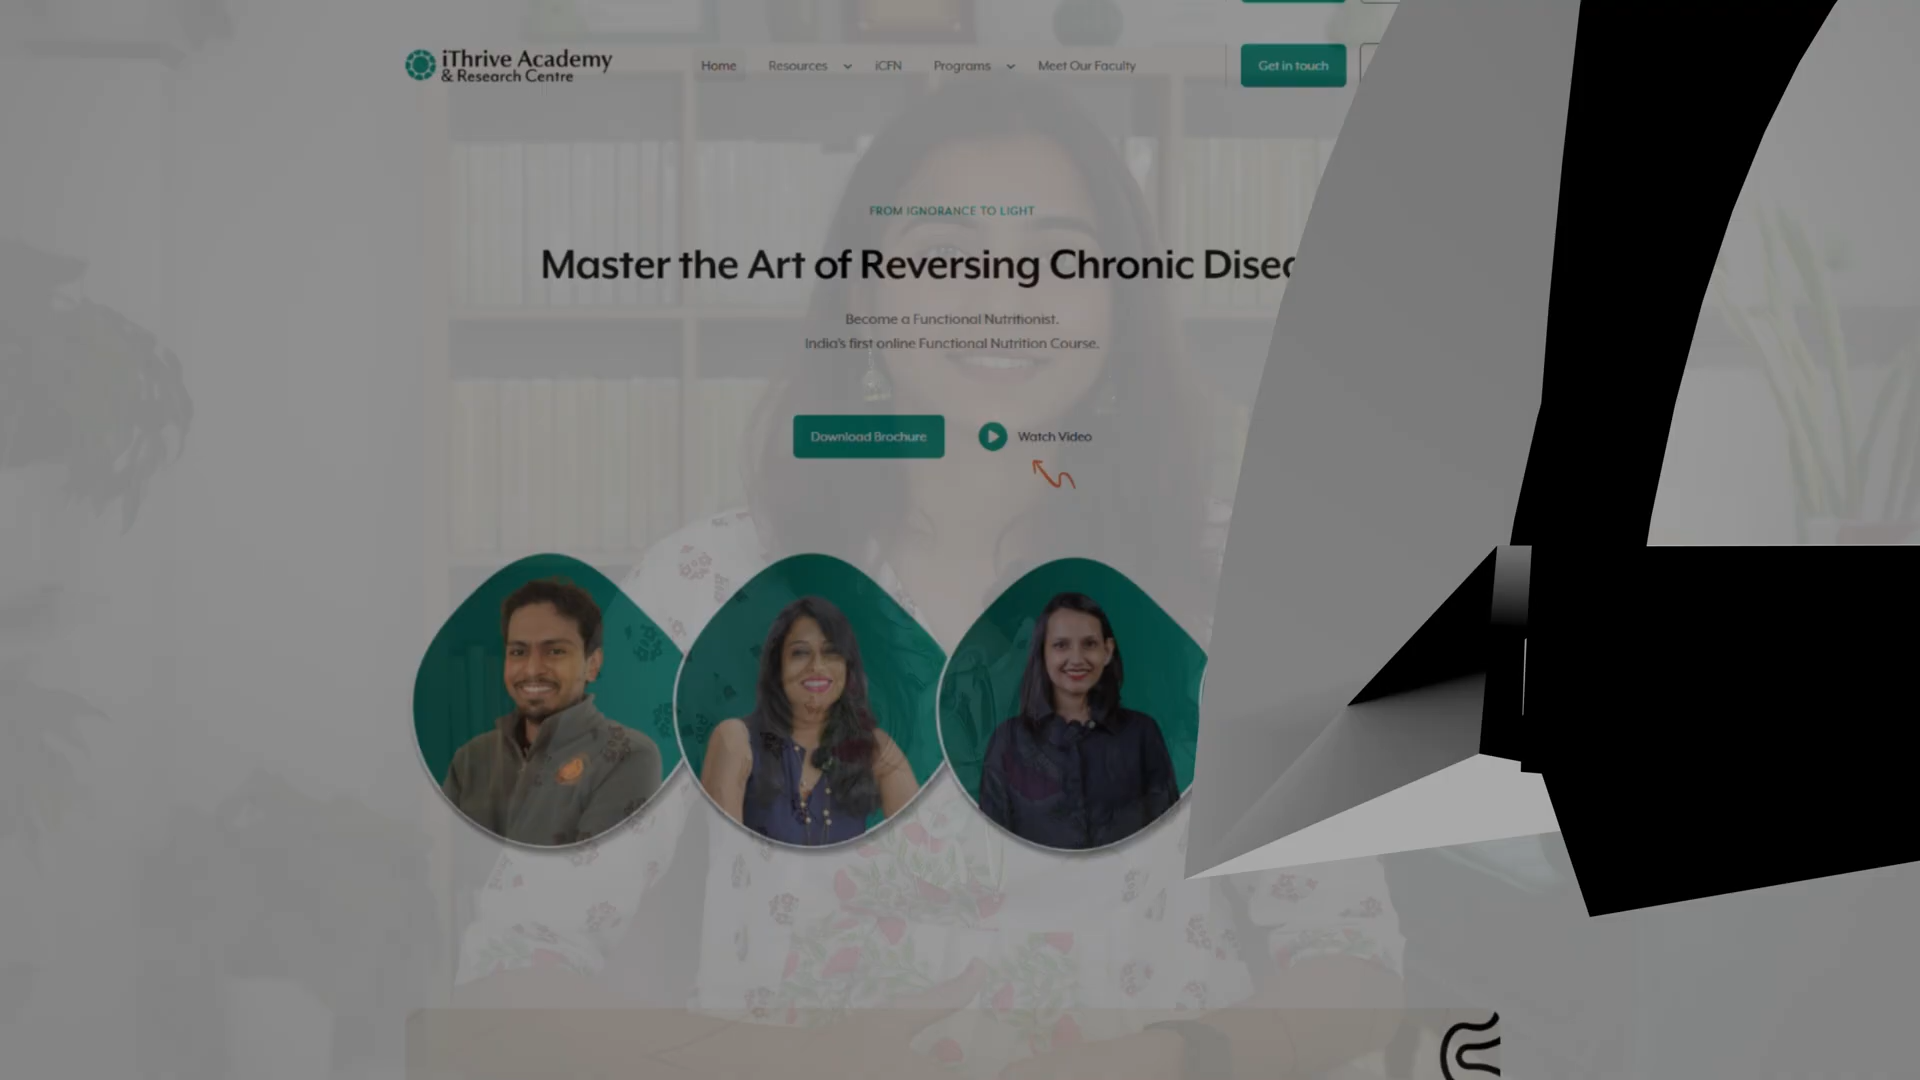 iThrive Academy
& Research Centre
Home
Resources
iCFN
Programs
Meet Our Faculty
Get in touch
FROM IGNORANCE TO LIGHT
Master the Art of Reversing Chronic
Become a Functional Nutritionist.
India's first online Functional Nutrition Course.
Download Brochure
Watch Video